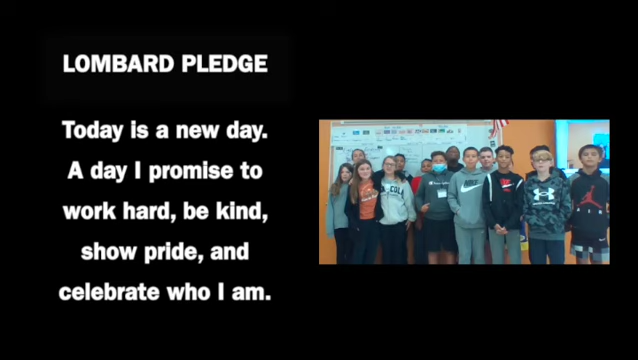 LOMBARD PLEDGE
Today is a new day.
A day I promise to
work hard, be kind,
show pride, and
celebrate who I am.